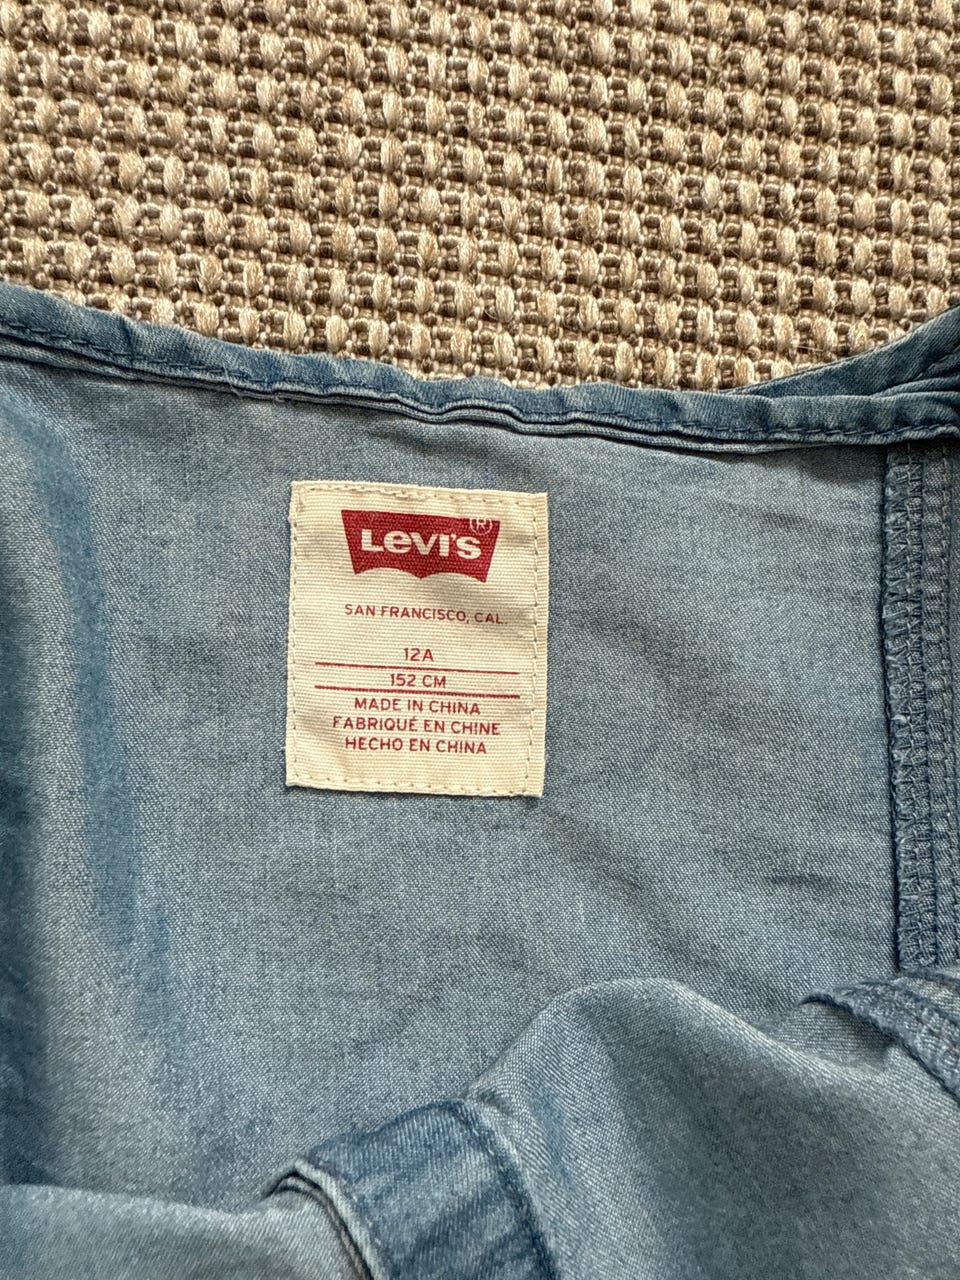 Levi's ®
SAN FRANCISCO, CAL.
12A
152 CM
MADE IN CHINA
FABRIQUÉ EN CHINE
HECHO EN CHINA